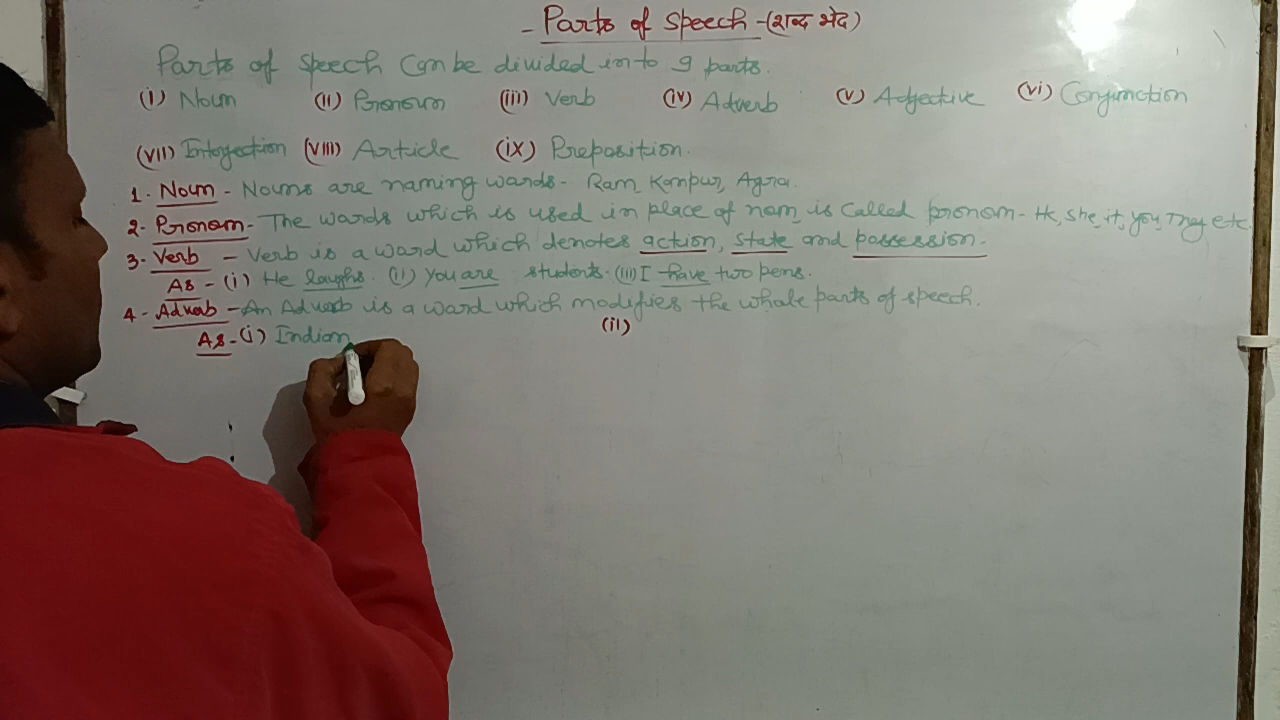 - Parts of speech - (शब्द भेद)
Parts of speech can be divided in to 9 parts.
(i) Noun (ii) Pronoun (iii) Verb (iv) Adverb (v) Adjective (vi) Conjunction
(VII) Interjection (VIII) Article (ix) Preposition.
1. Noun - Nouns are naming words - Ram, Kanpur, Agra.
2. Pronoun - The words which is used in place of noun is called pronoun - He, she, it, you, They etc.
3. Verb - Verb is a word which denotes action, state and possession.
As - (i) He laughs. (ii) You are students. (iii) I have two pens.
4. Adverb - An Adverb is a word which modifies the whole parts of speech.
As - (i) Indian (ii)